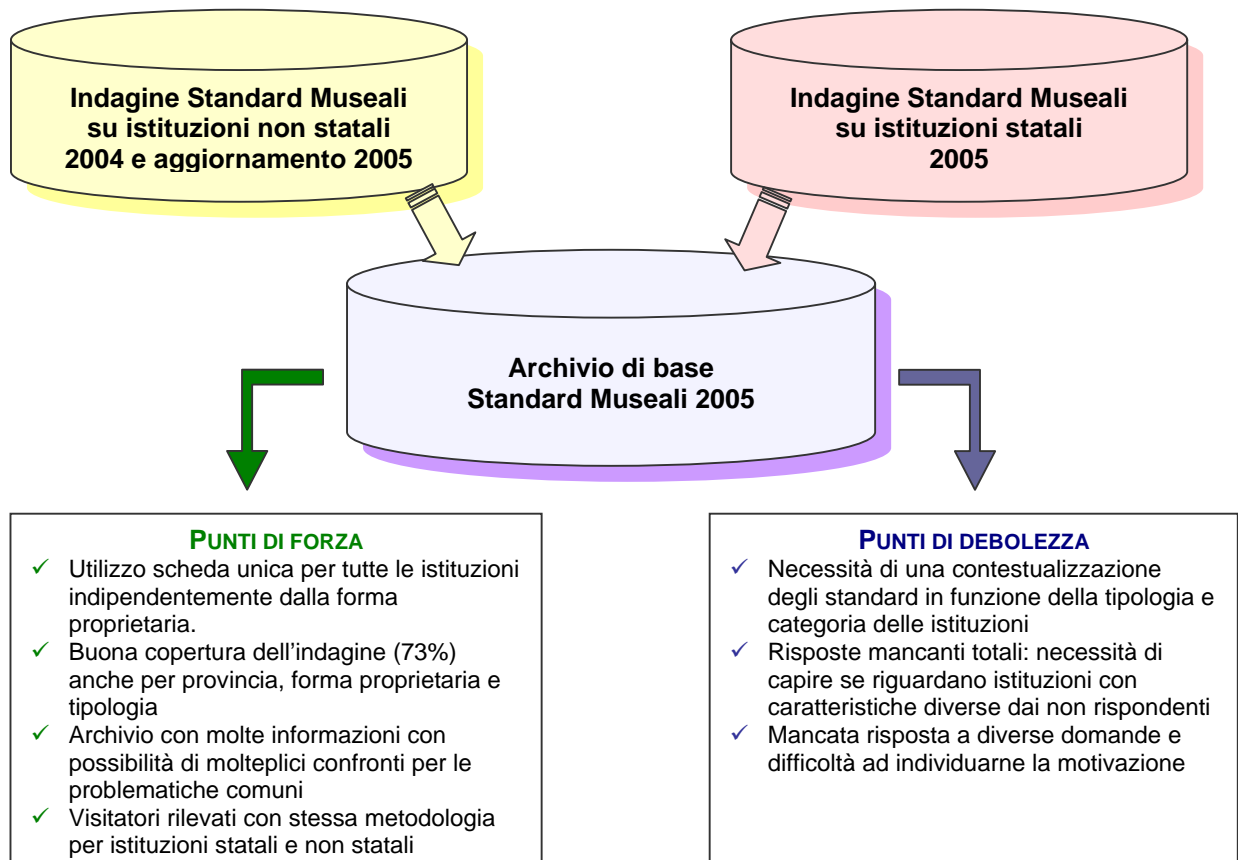 Indagine Standard Museali
su istituzioni non statali
2004 e aggiornamento 2005
Indagine Standard Museali
su istituzioni statali
2005
Archivio di base
Standard Museali 2005
PUNTI DI FORZA
✓ Utilizzo scheda unica per tutte le istituzioni
indipendentemente dalla forma
proprietaria.
✓ Buona copertura dell'indagine (73%)
anche per provincia, forma proprietaria e
tipologia
✓ Archivio con molte informazioni con
possibilità di molteplici confronti per le
problematiche comuni
✓ Visitatori rilevati con stessa metodologia
per istituzioni statali e non statali
PUNTI DI DEBOLEZZA
✓ Necessità di una contestualizzazione
degli standard in funzione della tipologia e
categoria delle istituzioni
✓ Risposte mancanti totali: necessità di
capire se riguardano istituzioni con
caratteristiche diverse dai non rispondenti
✓ Mancata risposta a diverse domande e
difficoltà ad individuarne la motivazione